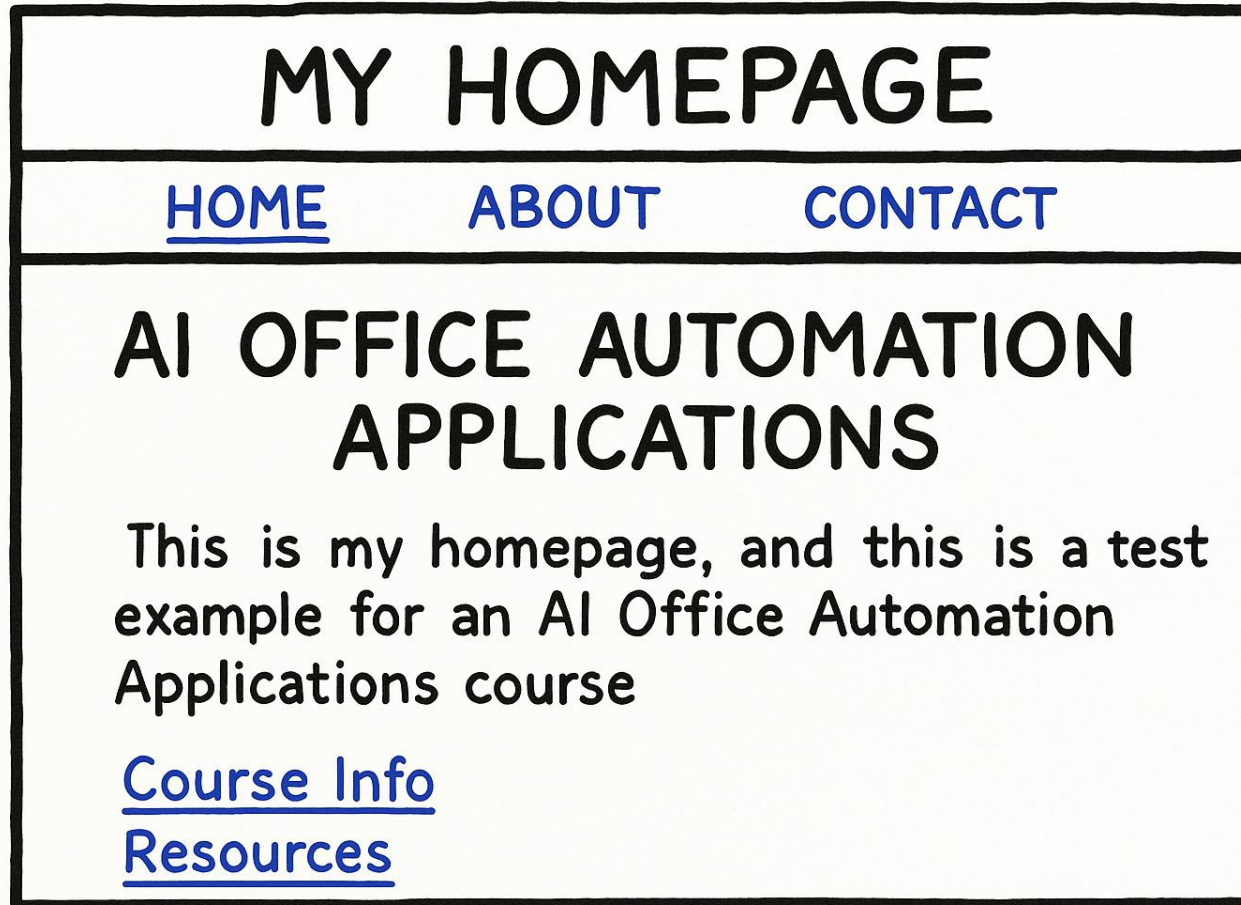 MY HOMEPAGE
HOME ABOUT CONTACT
AI OFFICE AUTOMATION
APPLICATIONS
This is my homepage, and this is a test
example for an AI Office Automation
Applications course
Course Info
Resources